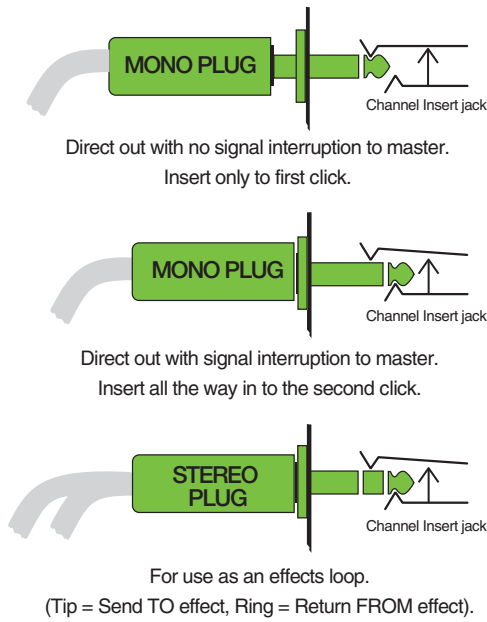 MONO PLUG
Channel Insert jack
Direct out with no signal interruption to master.
Insert only to first click.
MONO PLUG
Channel Insert jack
Direct out with signal interruption to master.
Insert all the way in to the second click.
STEREO
PLUG
Channel Insert jack
For use as an effects loop.
(Tip = Send TO effect, Ring = Return FROM effect).